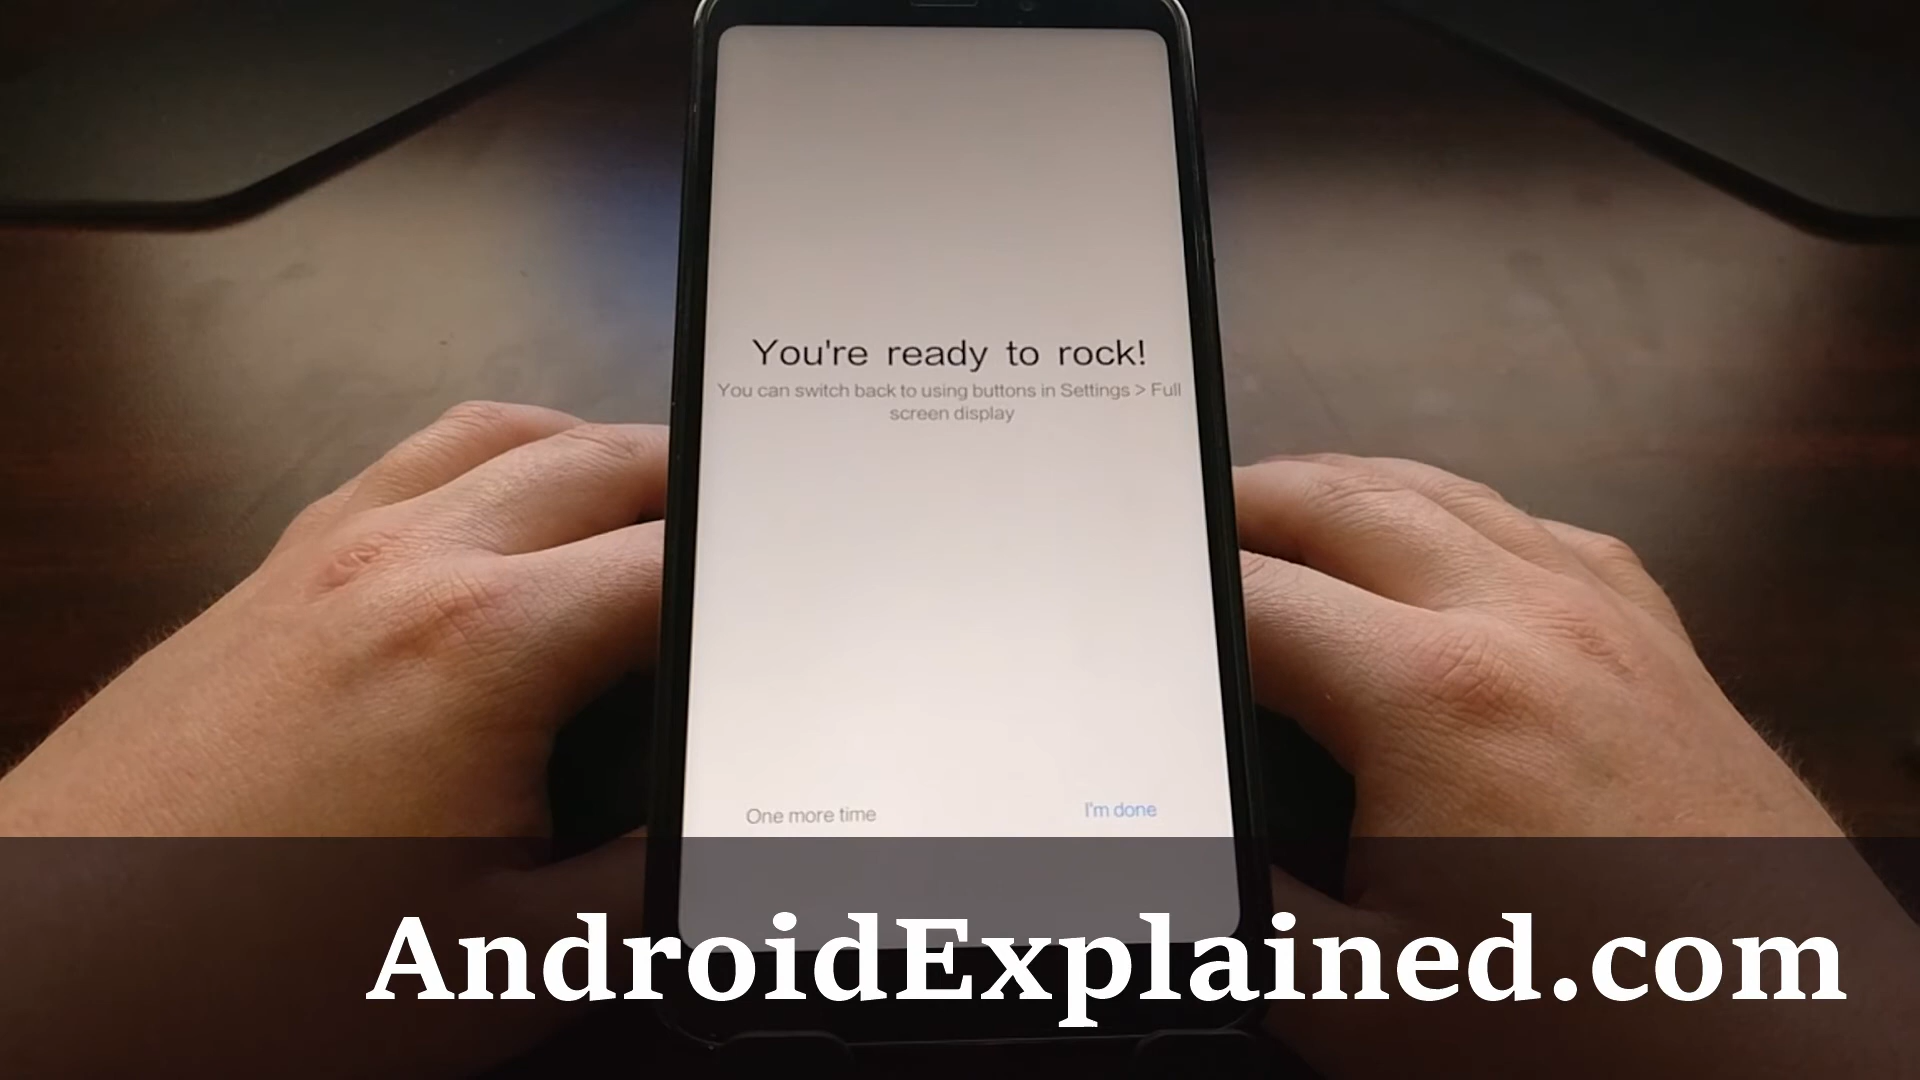 You're ready to rock!
You can switch back to using buttons in Settings > Full
screen display
One more time
I'm done
AndroidExplained.com